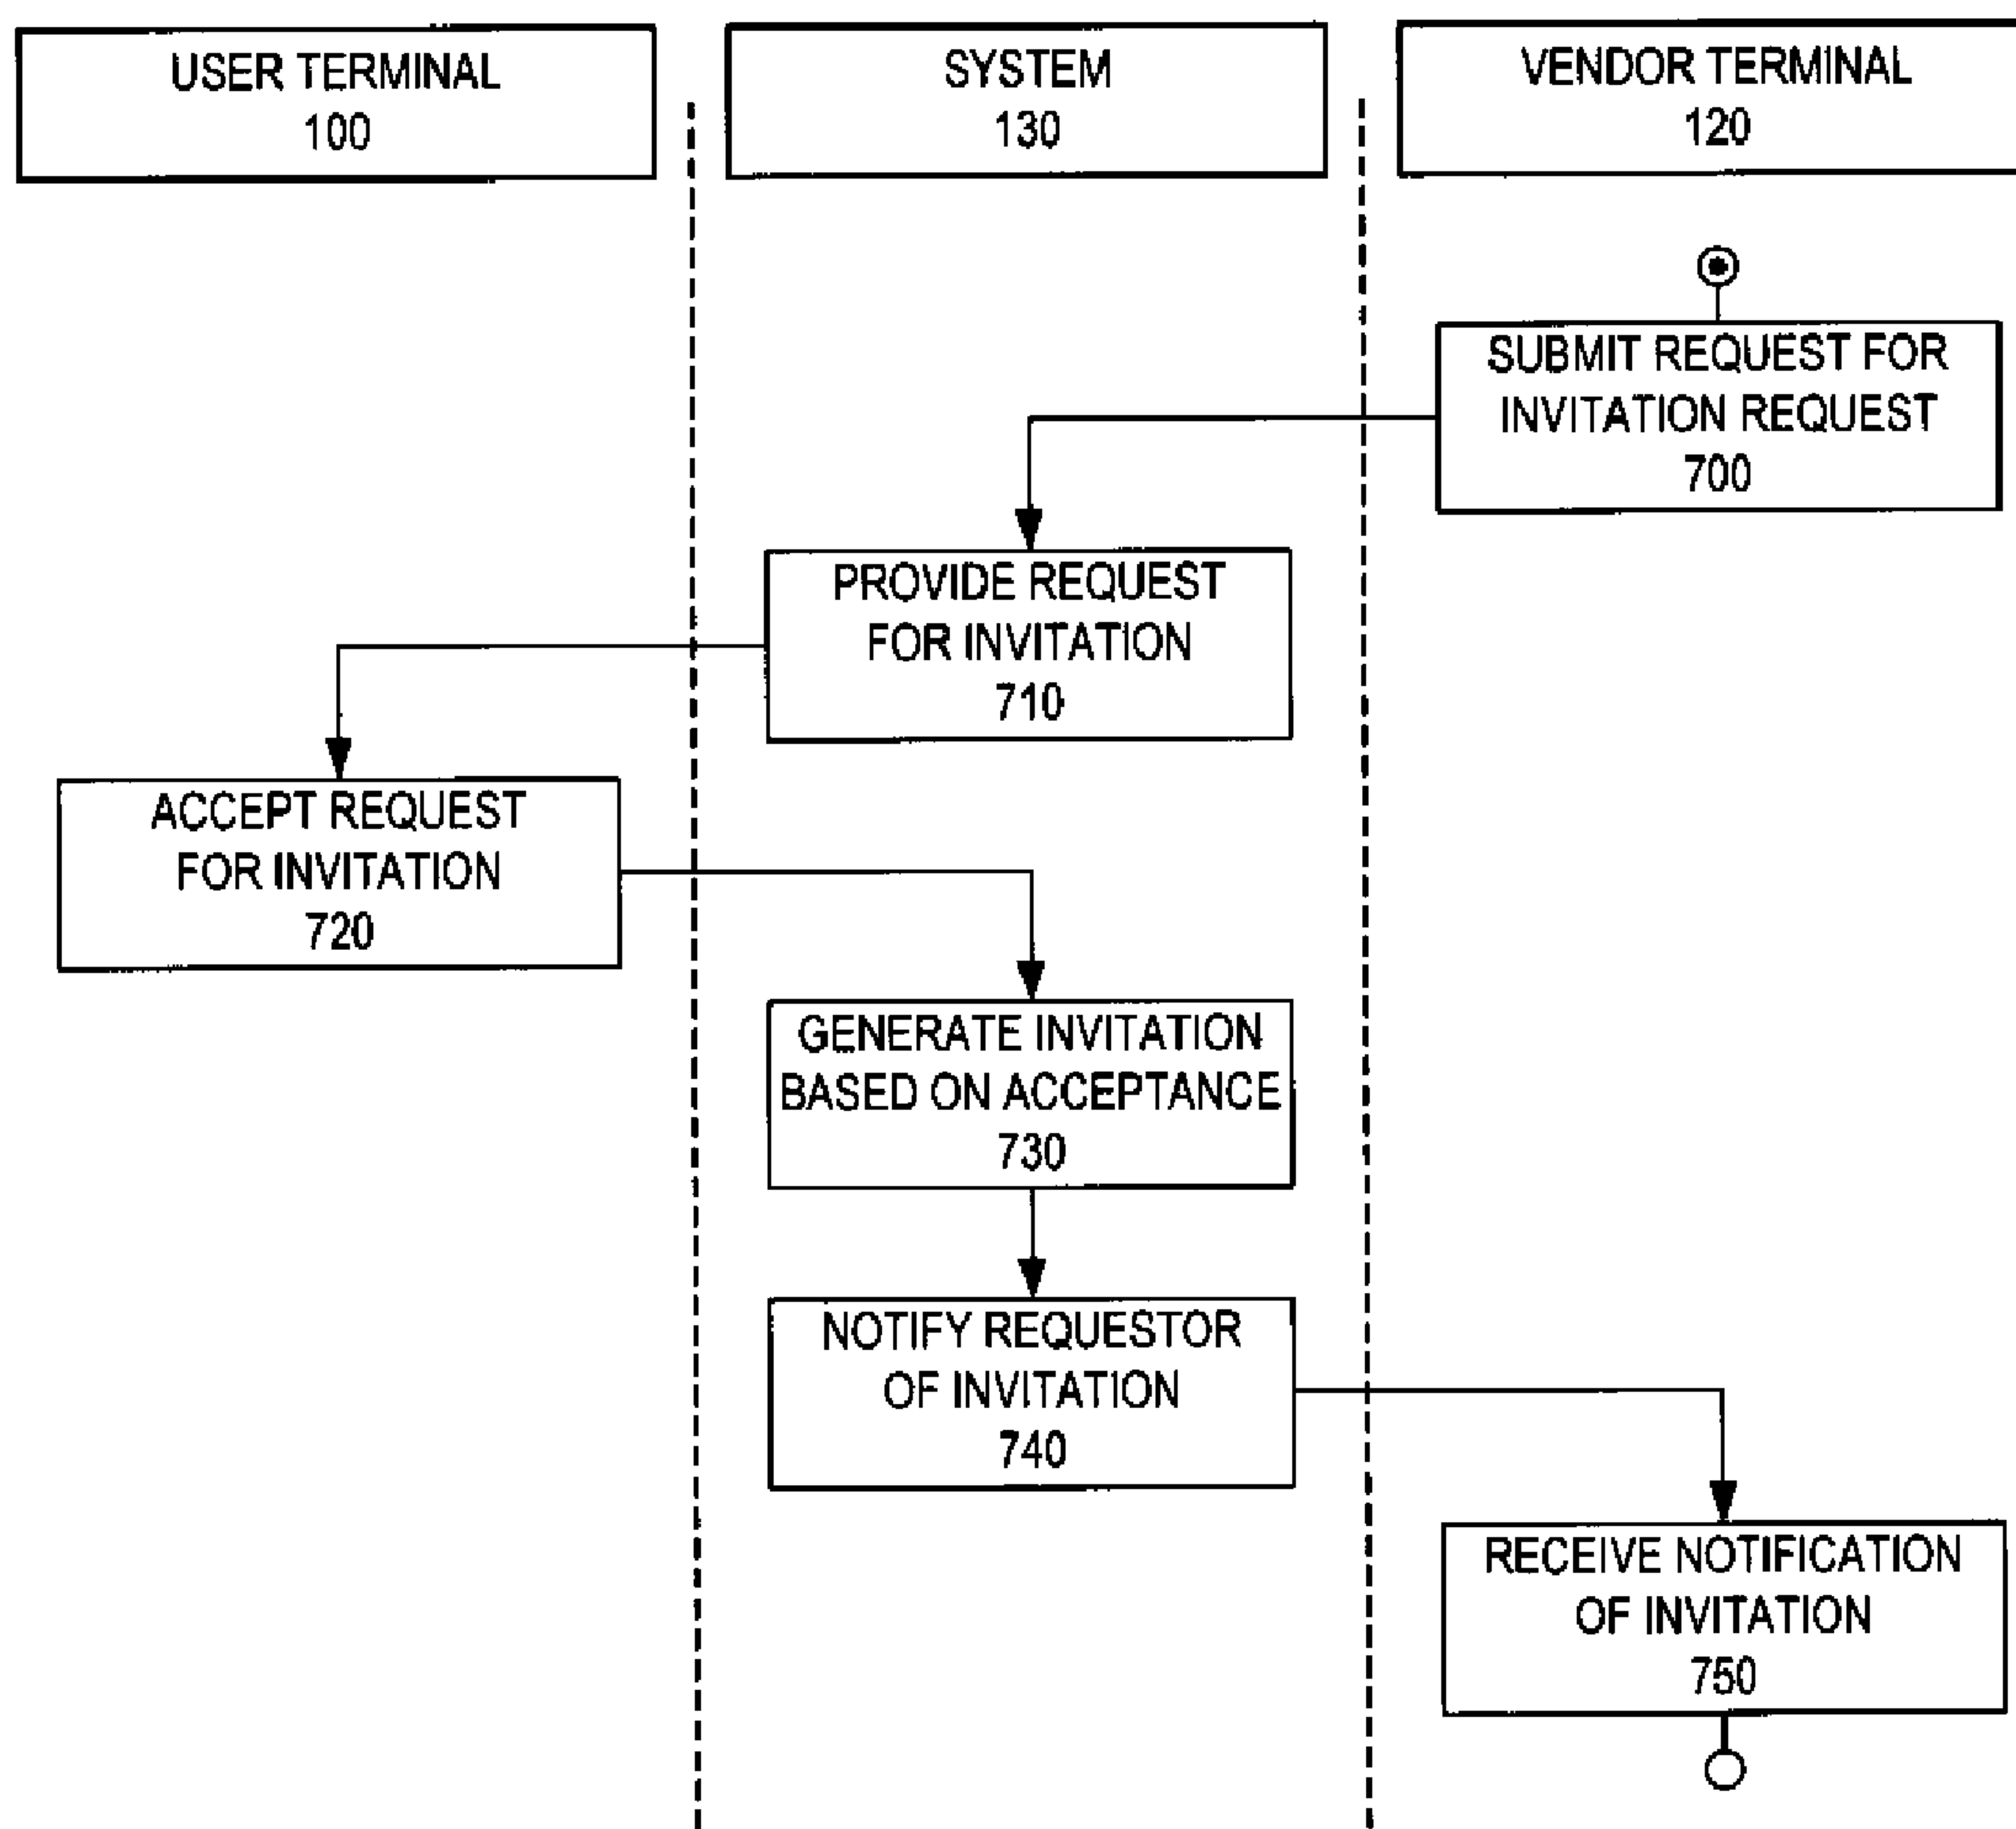 USER TERMINAL
100
SYSTEM
130
VENDOR TERMINAL
120
SUBMIT REQUEST FOR
INVITATION REQUEST
700
PROVIDE REQUEST
FOR INVITATION
710
ACCEPT REQUEST
FOR INVITATION
720
GENERATE INVITATION
BASED ON ACCEPTANCE
730
NOTIFY REQUESTOR
OF INVITATION
740
RECEIVE NOTIFICATION
OF INVITATION
750